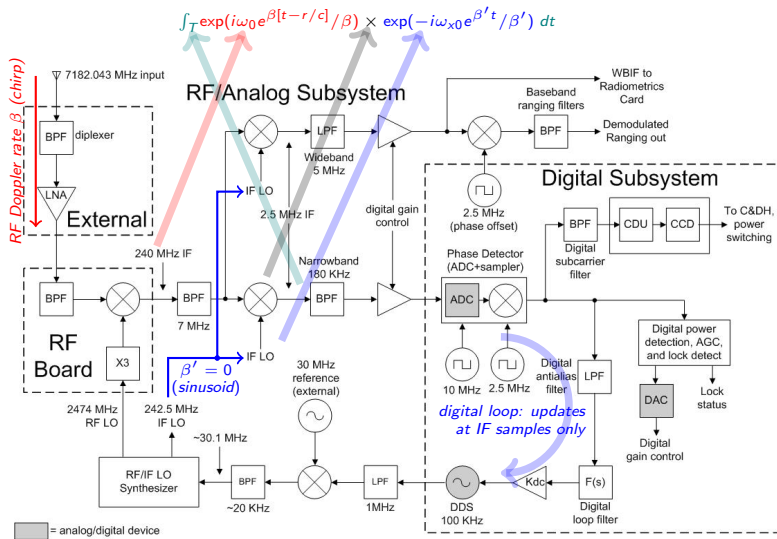 ∫_T exp(iω₀e^{β[t−r/c]}/β) × exp(−iω_{x0}e^{β′t}/β′) dt
RF Doppler rate β (chirp)
7182.043 MHz input
BPF
diplexer
LNA
External
RF/Analog Subsystem
LPF
Wideband
5 MHz
IF LO
2.5 MHz IF
digital gain
control
Baseband
ranging filters
BPF
WBIF to
Radiometrics
Card
Demodulated
Ranging out
2.5 MHz
(phase offset)
Digital Subsystem
BPF
Digital
subcarrier
filter
CDU
CCD
To C&DH,
power
switching
Phase Detector
(ADC+sampler)
ADC
10 MHz
2.5 MHz
240 MHz IF
BPF
BPF
7 MHz
Narrowband
180 KHz
BPF
IF LO
RF
Board
X3
β′ = 0
(sinusoid)
30 MHz
reference
(external)
Digital
antialias
filter
LPF
Digital power
detection, AGC,
and lock detect
DAC
Lock
status
Digital
gain control
digital loop: updates
at IF samples only
2474 MHz
RF LO
242.5 MHz
IF LO
~30.1 MHz
RF/IF LO
Synthesizer
BPF
~20 KHz
LPF
1MHz
DDS
100 KHz
Kdc
F(s)
Digital
loop filter
= analog/digital device